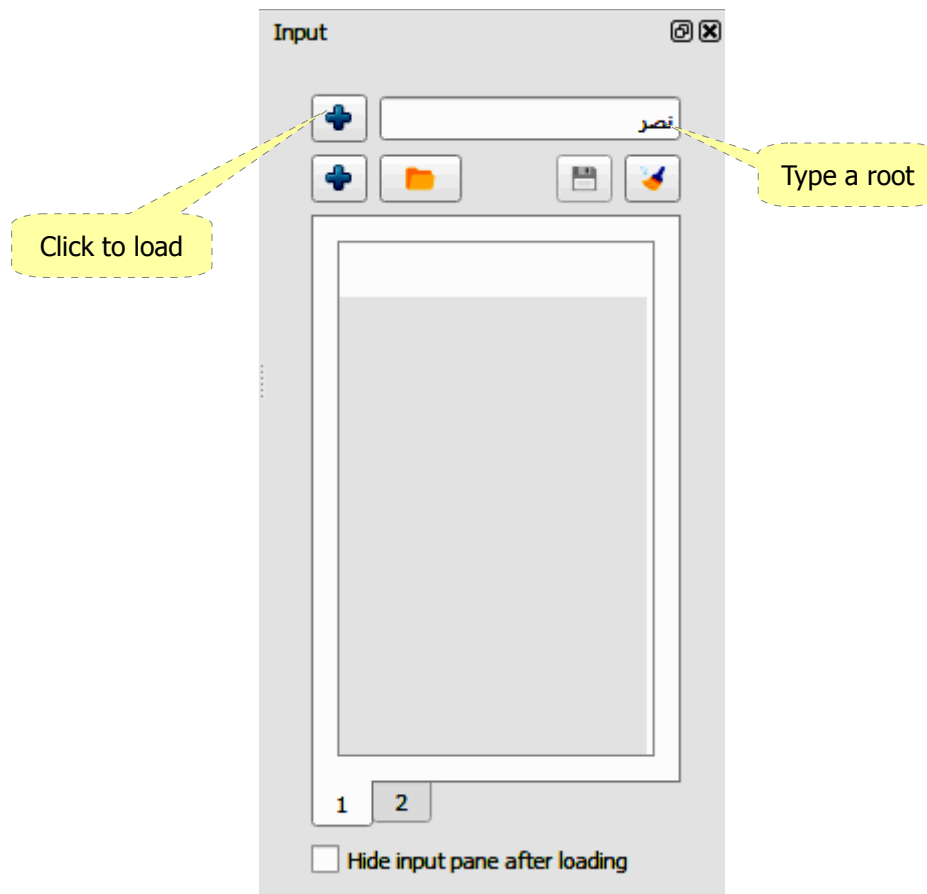 Input
نصر
Type a root
Click to load
1
2
Hide input pane after loading